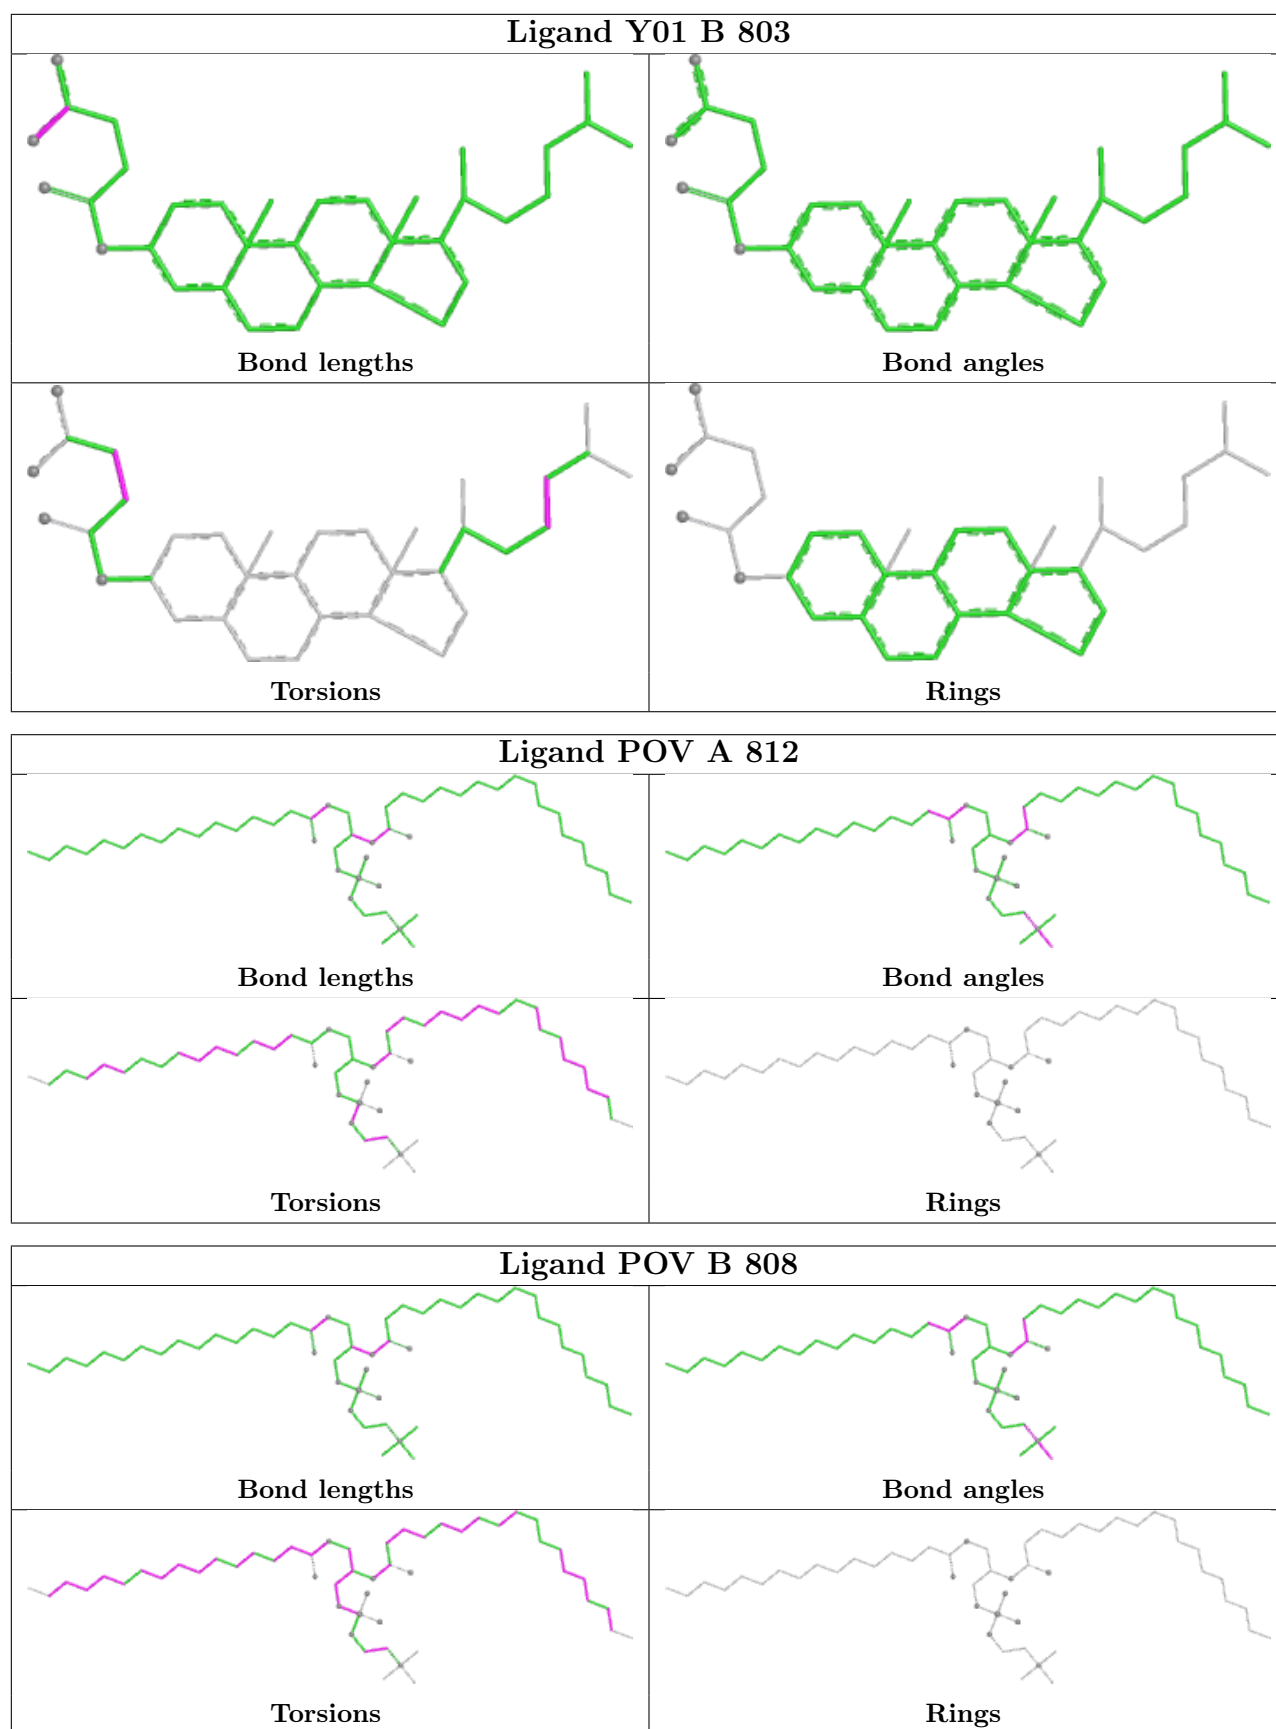 Ligand Y01 B 803
Bond lengths
Bond angles
Torsions
Rings
Ligand POV A 812
Bond lengths
Bond angles
Torsions
Rings
Ligand POV B 808
Bond lengths
Bond angles
Torsions
Rings